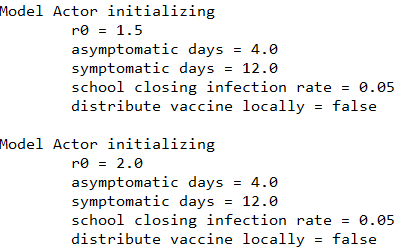 Model Actor initializing
r0 = 1.5
asymptomatic days = 4.0
symptomatic days = 12.0
school closing infection rate = 0.05
distribute vaccine locally = false
Model Actor initializing
r0 = 2.0
asymptomatic days = 4.0
symptomatic days = 12.0
school closing infection rate = 0.05
distribute vaccine locally = false